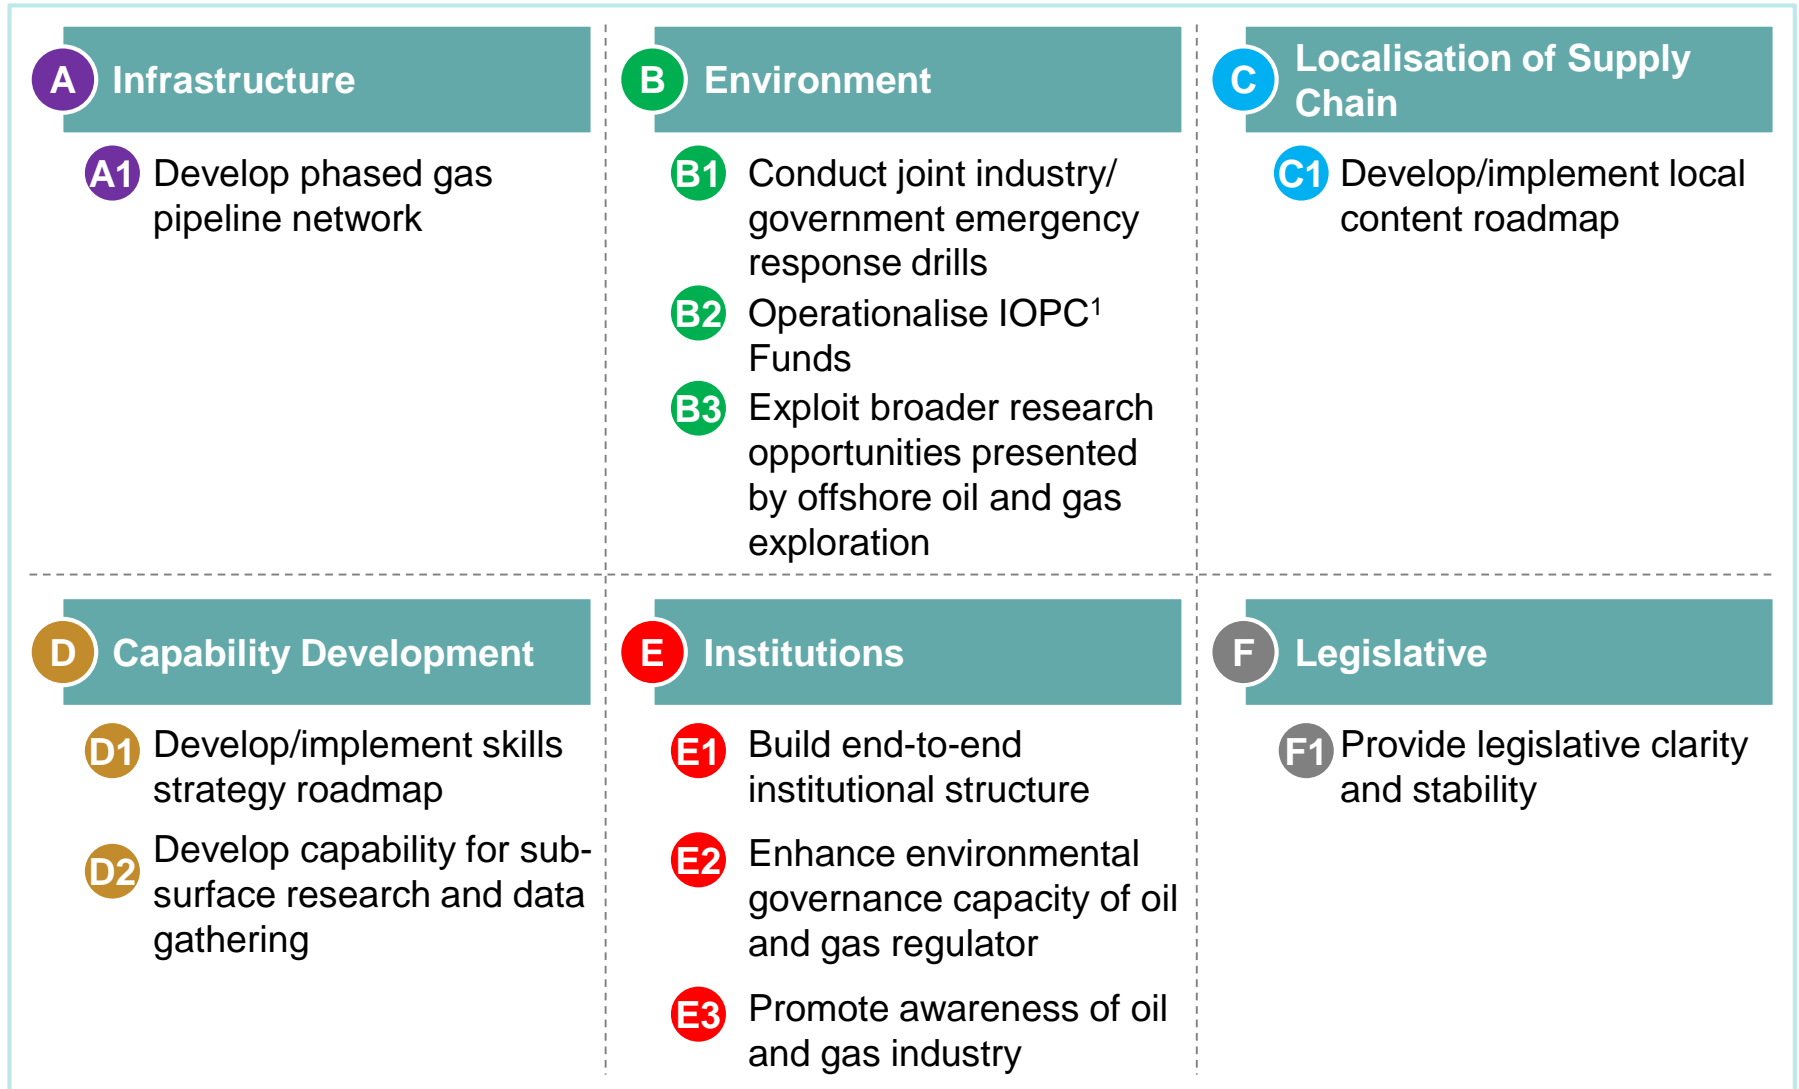 A Infrastructure
A1 Develop phased gas
pipeline network
B Environment
B1 Conduct joint industry/
government emergency
response drills
B2 Operationalise IOPC¹
Funds
B3 Exploit broader research
opportunities presented
by offshore oil and gas
exploration
C Localisation of Supply
Chain
C1 Develop/implement local
content roadmap
D Capability Development
D1 Develop/implement skills
strategy roadmap
D2 Develop capability for sub-
surface research and data
gathering
E Institutions
E1 Build end-to-end
institutional structure
E2 Enhance environmental
governance capacity of oil
and gas regulator
E3 Promote awareness of oil
and gas industry
F Legislative
F1 Provide legislative clarity
and stability